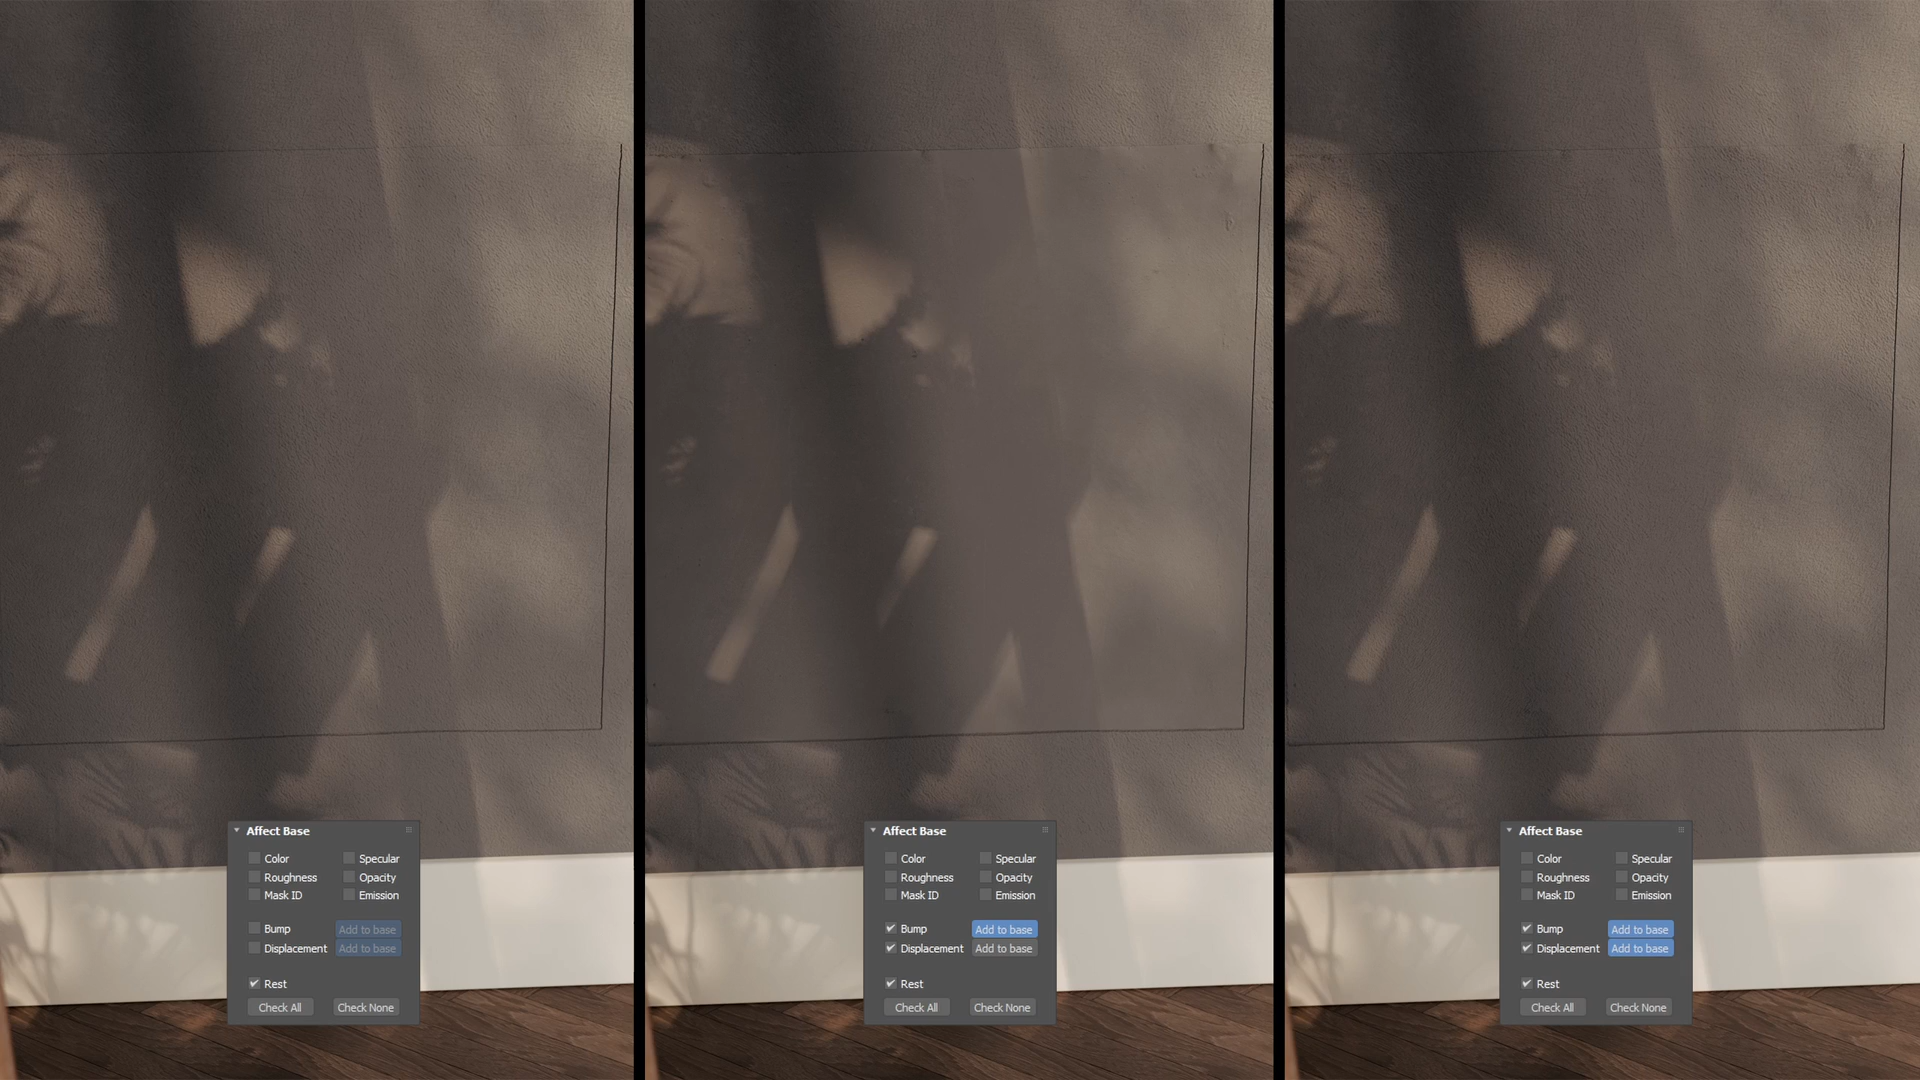 Affect Base
Color Specular
Roughness Opacity
Mask ID Emission
Bump Add to base
Displacement Add to base
Rest
Check All Check None
Affect Base
Color Specular
Roughness Opacity
Mask ID Emission
Bump Add to base
Displacement Add to base
Rest
Check All Check None
Affect Base
Color Specular
Roughness Opacity
Mask ID Emission
Bump Add to base
Displacement Add to base
Rest
Check All Check None